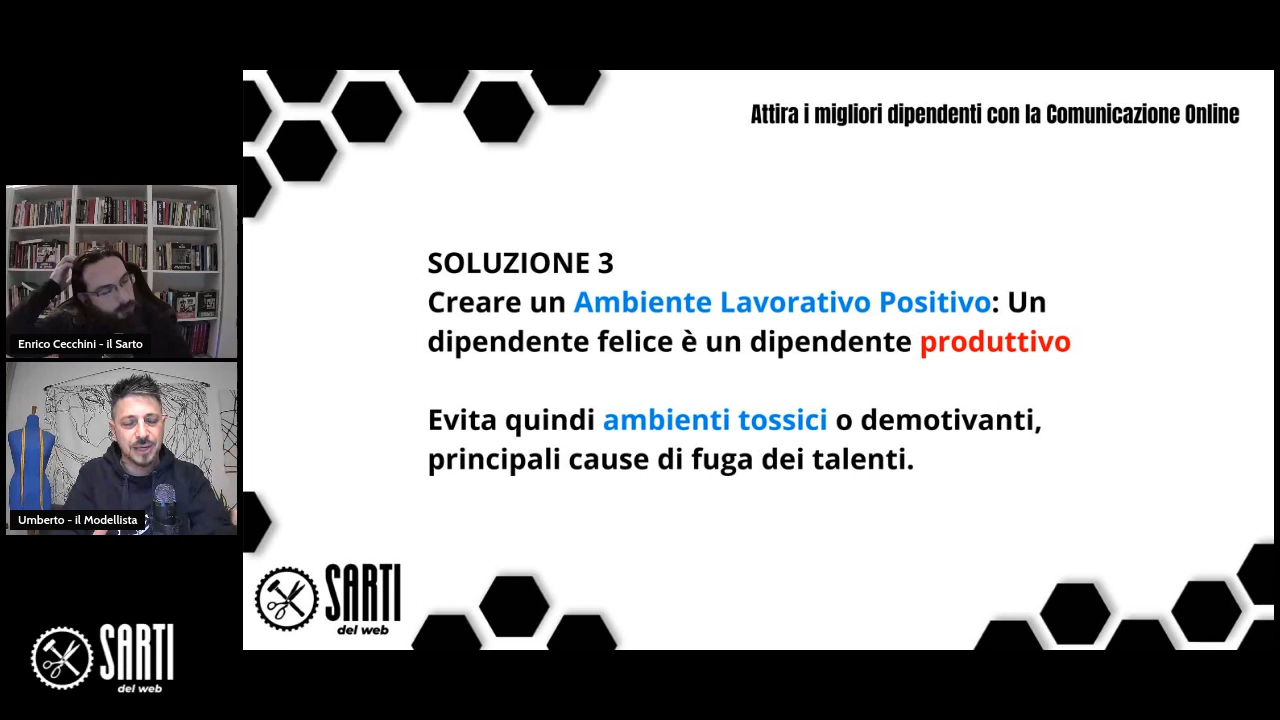 Attira i migliori dipendenti con la Comunicazione Online
SOLUZIONE 3
Creare un Ambiente Lavorativo Positivo: Un
dipendente felice è un dipendente produttivo
Evita quindi ambienti tossici o demotivanti,
principali cause di fuga dei talenti.
Enrico Cecchini - il Sarto
Umberto - il Modellista
SARTI
del web
SARTI
del web